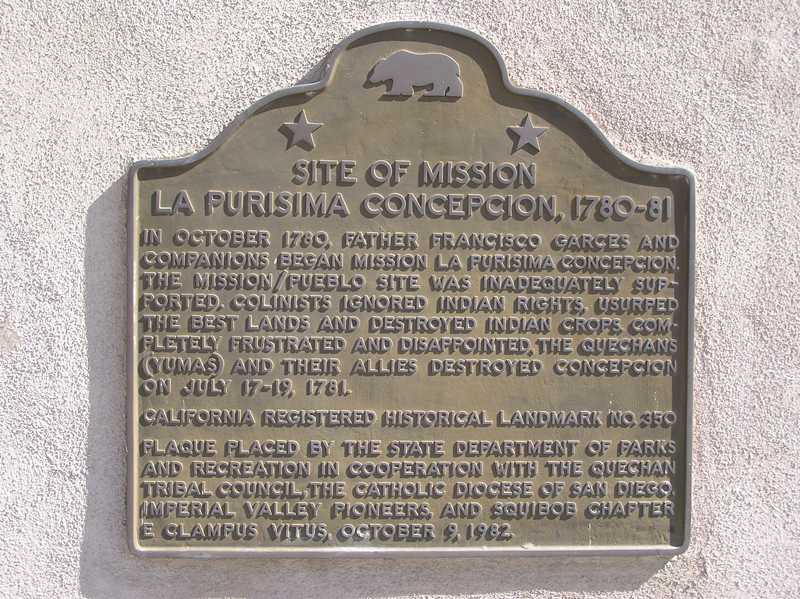 SITE OF MISSION
LA PURISIMA CONCEPCION, 1780-81
IN OCTOBER 1780, FATHER FRANCISCO GARCES AND
COMPANIONS BEGAN MISSION LA PURISIMA CONCEPCION.
THE MISSION/PUEBLO SITE WAS INADEQUATELY SUP-
PORTED. COLINISTS IGNORED INDIAN RIGHTS, USURPED
THE BEST LANDS AND DESTROYED INDIAN CROPS. COM-
PLETELY FRUSTRATED AND DISAPPOINTED, THE QUECHANS
(YUMAS) AND THEIR ALLIES DESTROYED CONCEPCION
ON JULY 17-19, 1781.
CALIFORNIA REGISTERED HISTORICAL LANDMARK NO. 350
PLAQUE PLACED BY THE STATE DEPARTMENT OF PARKS
AND RECREATION IN COOPERATION WITH THE QUECHAN
TRIBAL COUNCIL, THE CATHOLIC DIOCESE OF SAN DIEGO,
IMPERIAL VALLEY PIONEERS, AND SQUIBOB CHAPTER
E CLAMPUS VITUS, OCTOBER 9, 1982.